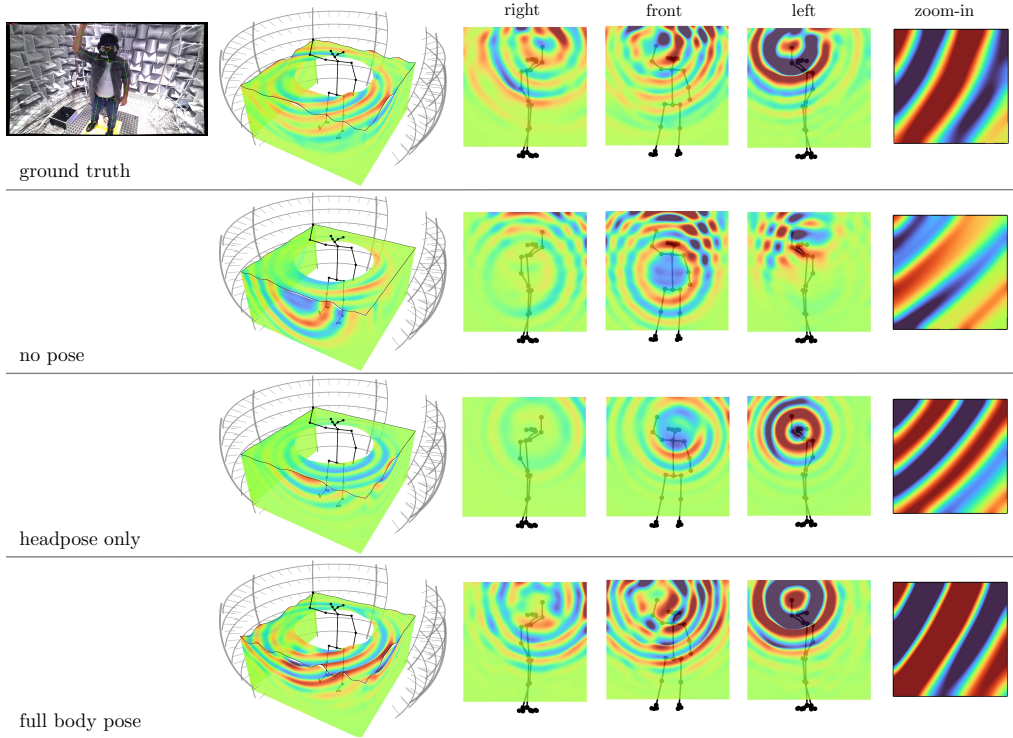 right front left zoom-in
ground truth
no pose
headpose only
full body pose